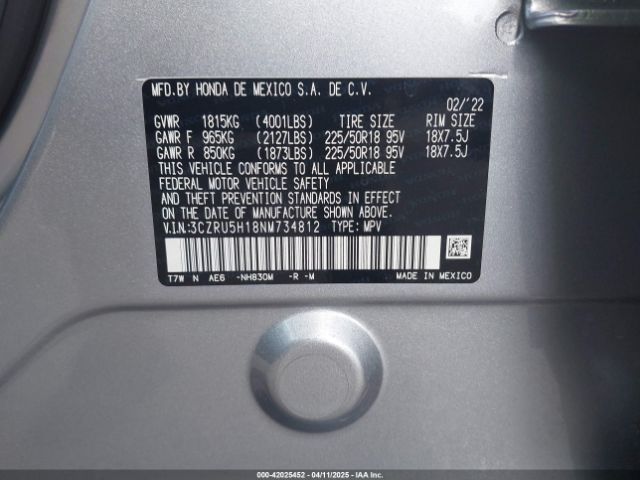 MFD.BY HONDA DE MEXICO S.A. DE C.V.
02/'22
GVWR 1815KG (4001LBS) TIRE SIZE RIM SIZE
GAWR F 965KG (2127LBS) 225/50R18 95V 18X7.5J
GAWR R 850KG (1873LBS) 225/50R18 95V 18X7.5J
THIS VEHICLE CONFORMS TO ALL APPLICABLE
FEDERAL MOTOR VEHICLE SAFETY
AND THEFT PREVENTION STANDARDS IN EFFECT
ON THE DATE OF MANUFACTURE SHOWN ABOVE.
V.I.N:3CZRU5H18NM734812 TYPE: MPV
T7W N AE6 -NH830M -R -M MADE IN MEXICO
000-42025452 - 04/11/2025 - IAAI.com